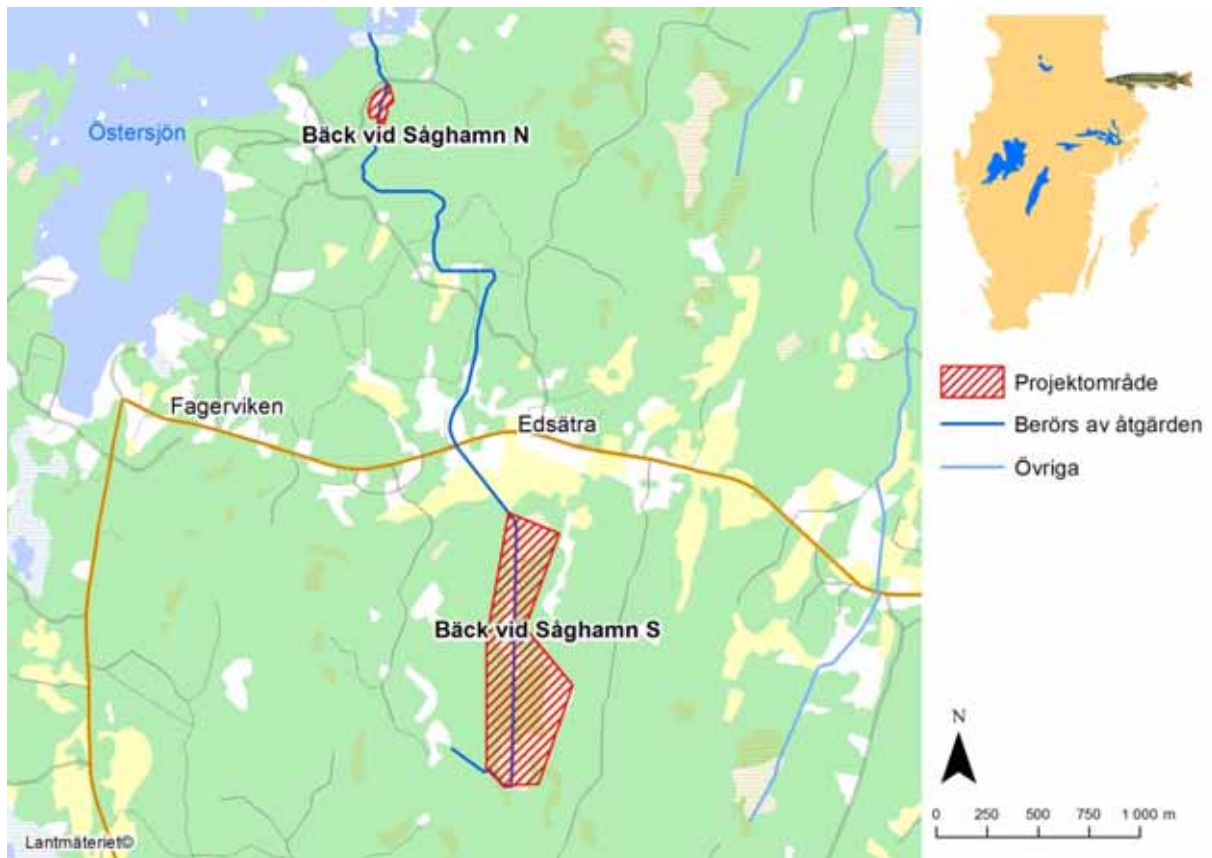 Östersjön
Bäck vid Såghamn N
Fagerviken
Edsätra
Bäck vid Såghamn S
Lantmäteriet©
Projektområde
Berörs av åtgärden
Övriga
N
0 250 500 750 1 000 m